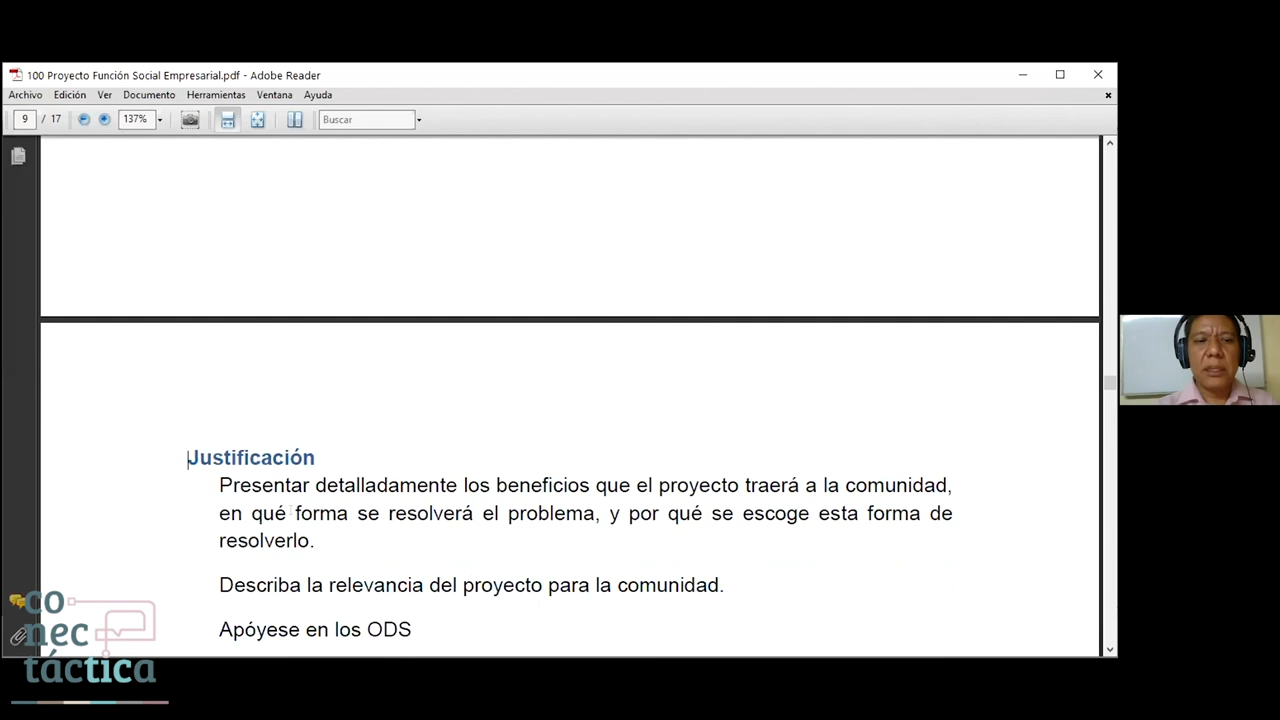 100 Proyecto Función Social Empresarial.pdf - Adobe Reader
Archivo Edición Ver Documento Herramientas Ventana Ayuda
9 / 17 137% Buscar
Justificación
Presentar detalladamente los beneficios que el proyecto traerá a la comunidad,
en qué forma se resolverá el problema, y por qué se escoge esta forma de
resolverlo.
Describa la relevancia del proyecto para la comunidad.
Apóyese en los ODS
co
nec
táctica